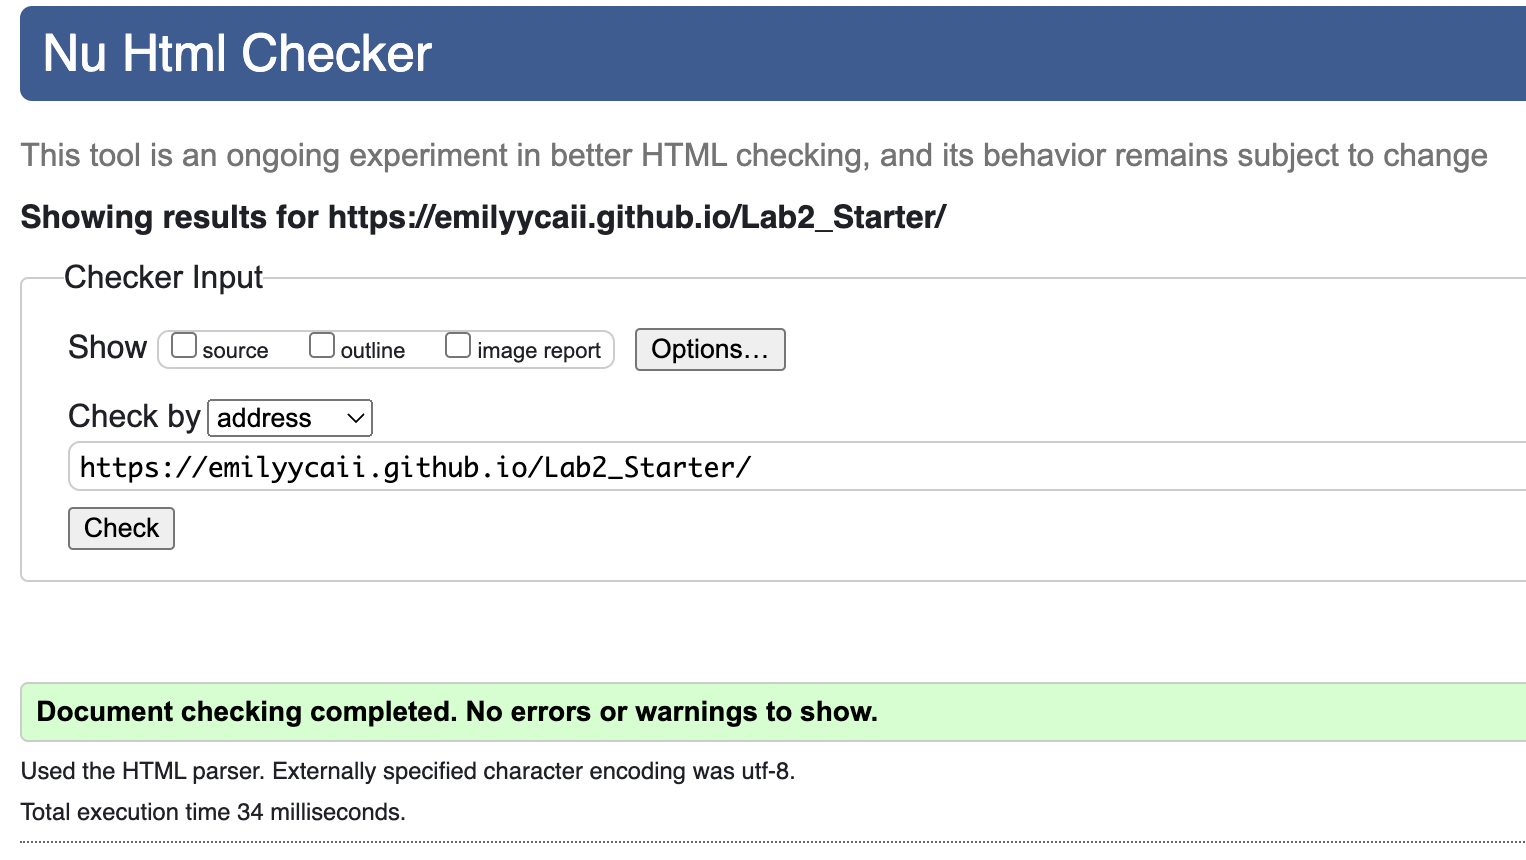 Nu Html Checker
This tool is an ongoing experiment in better HTML checking, and its behavior remains subject to change
Showing results for https://emilyycaii.github.io/Lab2_Starter/
Checker Input
Show source outline image report Options...
Check by address
https://emilyycaii.github.io/Lab2_Starter/
Check
Document checking completed. No errors or warnings to show.
Used the HTML parser. Externally specified character encoding was utf-8.
Total execution time 34 milliseconds.